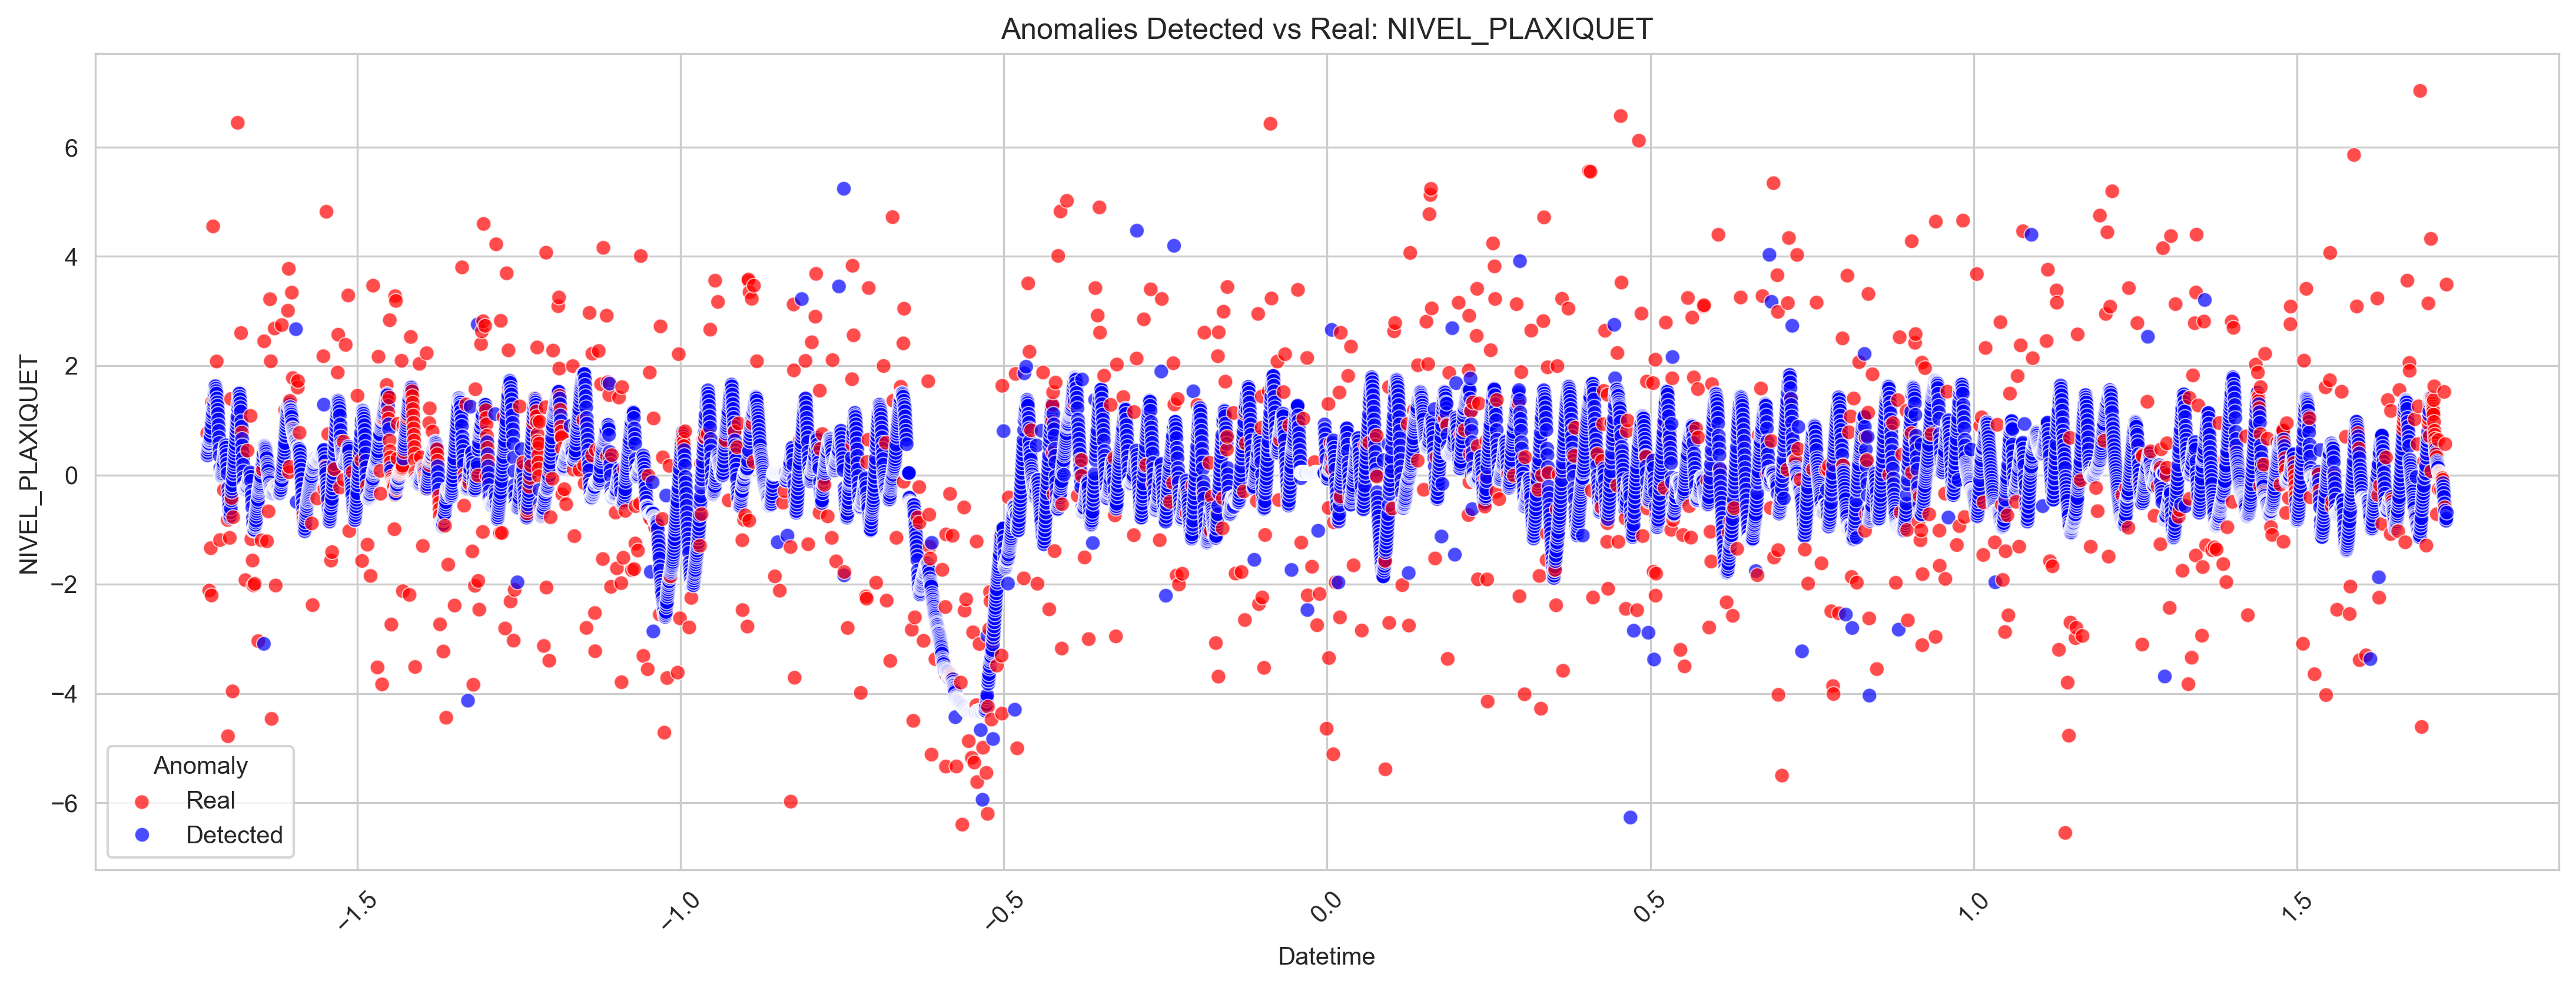 Anomalies Detected vs Real: NIVEL_PLAXIQUET
NIVEL_PLAXIQUET
6
4
2
0
−2
−4
−6
Anomaly
Real
Detected
−1.5
−1.0
−0.5
0.0
0.5
1.0
1.5
Datetime